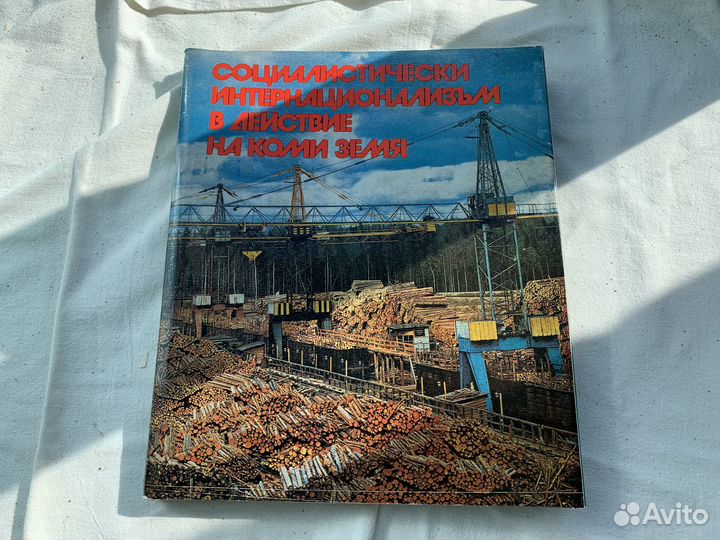 СОЦИАЛИСТИЧЕСКИ
ИНТЕРНАЦИОНАЛИЗЪМ
В ДЕЙСТВИЕ
НА КОМИ ЗЕМЯ
Avito